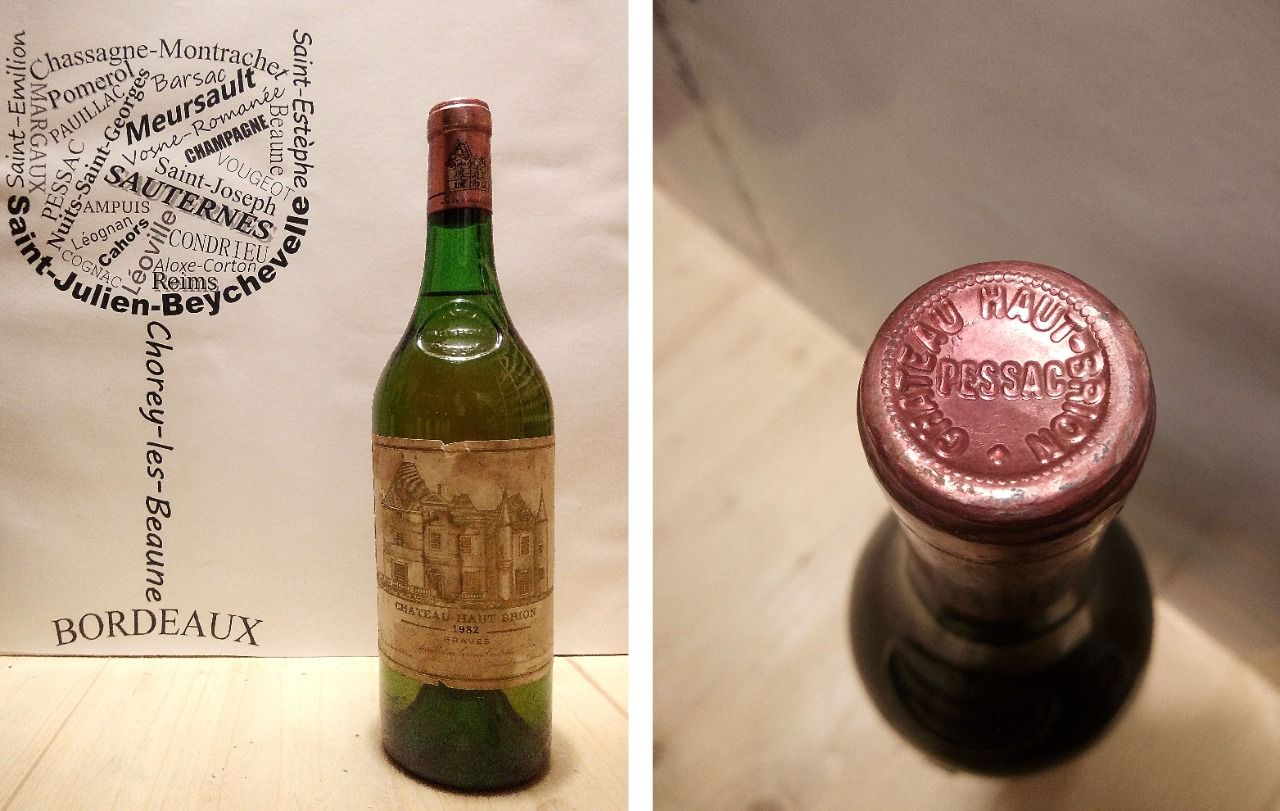 Saint-Emilion
Chassagne-Montrachet
Saint-Estèphe
Pomerol
Barsac
MARGAUX
PAUILLAC
Meursault
Nuits-Saint-Georges
Vosne-Romanée
Beaune
CHAMPAGNE
PESSAC
VOUGEOT
Saint-Joseph
SAUTERNES
AMPUIS
Léognan
Cahors
Léoville
CONDRIEU
COGNAC
Aloxe-Corton
Reims
Saint-Julien-Beychevelle
Chorey-les-Beaune
BORDEAUX
CHATEAU HAUT BRION
1982
GRAVES
CHATEAU HAUT-BRION
PESSAC